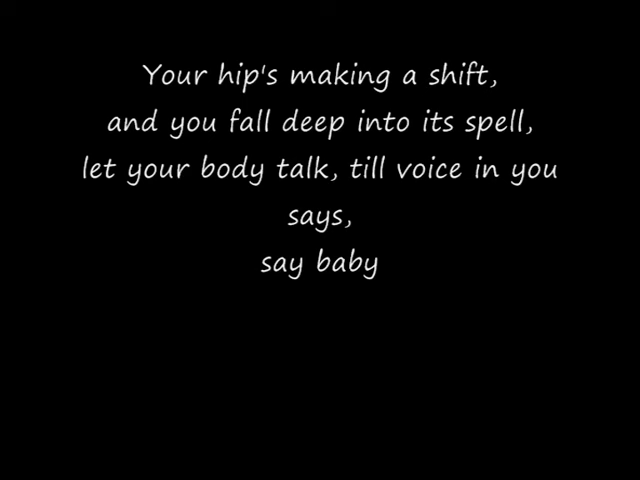 Your hip's making a shift,
and you fall deep into its spell,
let your body talk, till voice in you
says,
say baby